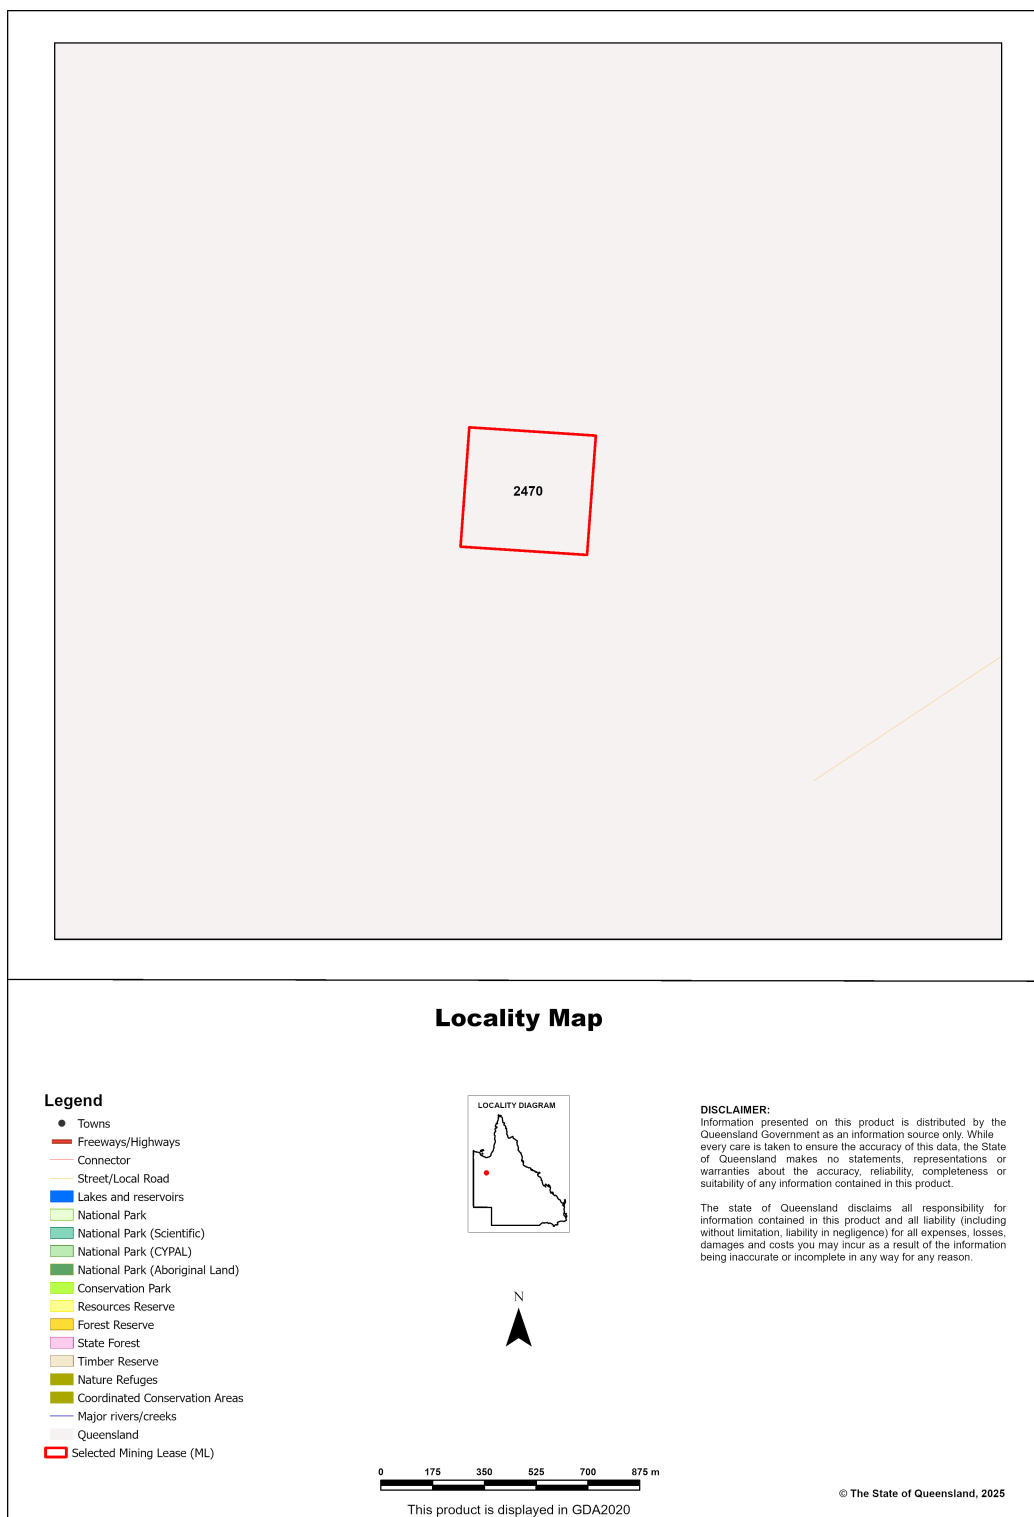 2470
Locality Map
Legend
Towns
Freeways/Highways
Connector
Street/Local Road
Lakes and reservoirs
National Park
National Park (Scientific)
National Park (CYPAL)
National Park (Aboriginal Land)
Conservation Park
Resources Reserve
Forest Reserve
State Forest
Timber Reserve
Nature Refuges
Coordinated Conservation Areas
Major rivers/creeks
Queensland
Selected Mining Lease (ML)
LOCALITY DIAGRAM
N
0 175 350 525 700 875 m
This product is displayed in GDA2020
DISCLAIMER:
Information presented on this product is distributed by the
Queensland Government as an information source only. While
every care is taken to ensure the accuracy of this data, the State
of Queensland makes no statements, representations or
warranties about the accuracy, reliability, completeness or
suitability of any information contained in this product.
The state of Queensland disclaims all responsibility for
information contained in this product and all liability (including
without limitation, liability in negligence) for all expenses, losses,
damages and costs you may incur as a result of the information
being inaccurate or incomplete in any way for any reason.
© The State of Queensland, 2025